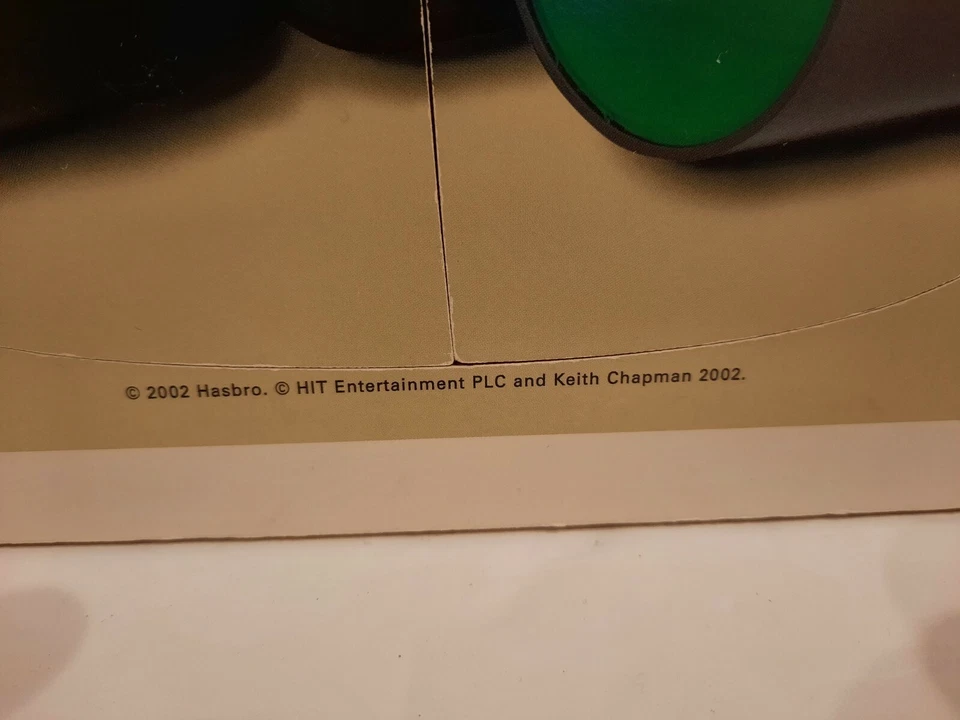 © 2002 Hasbro. © HIT Entertainment PLC and Keith Chapman 2002.